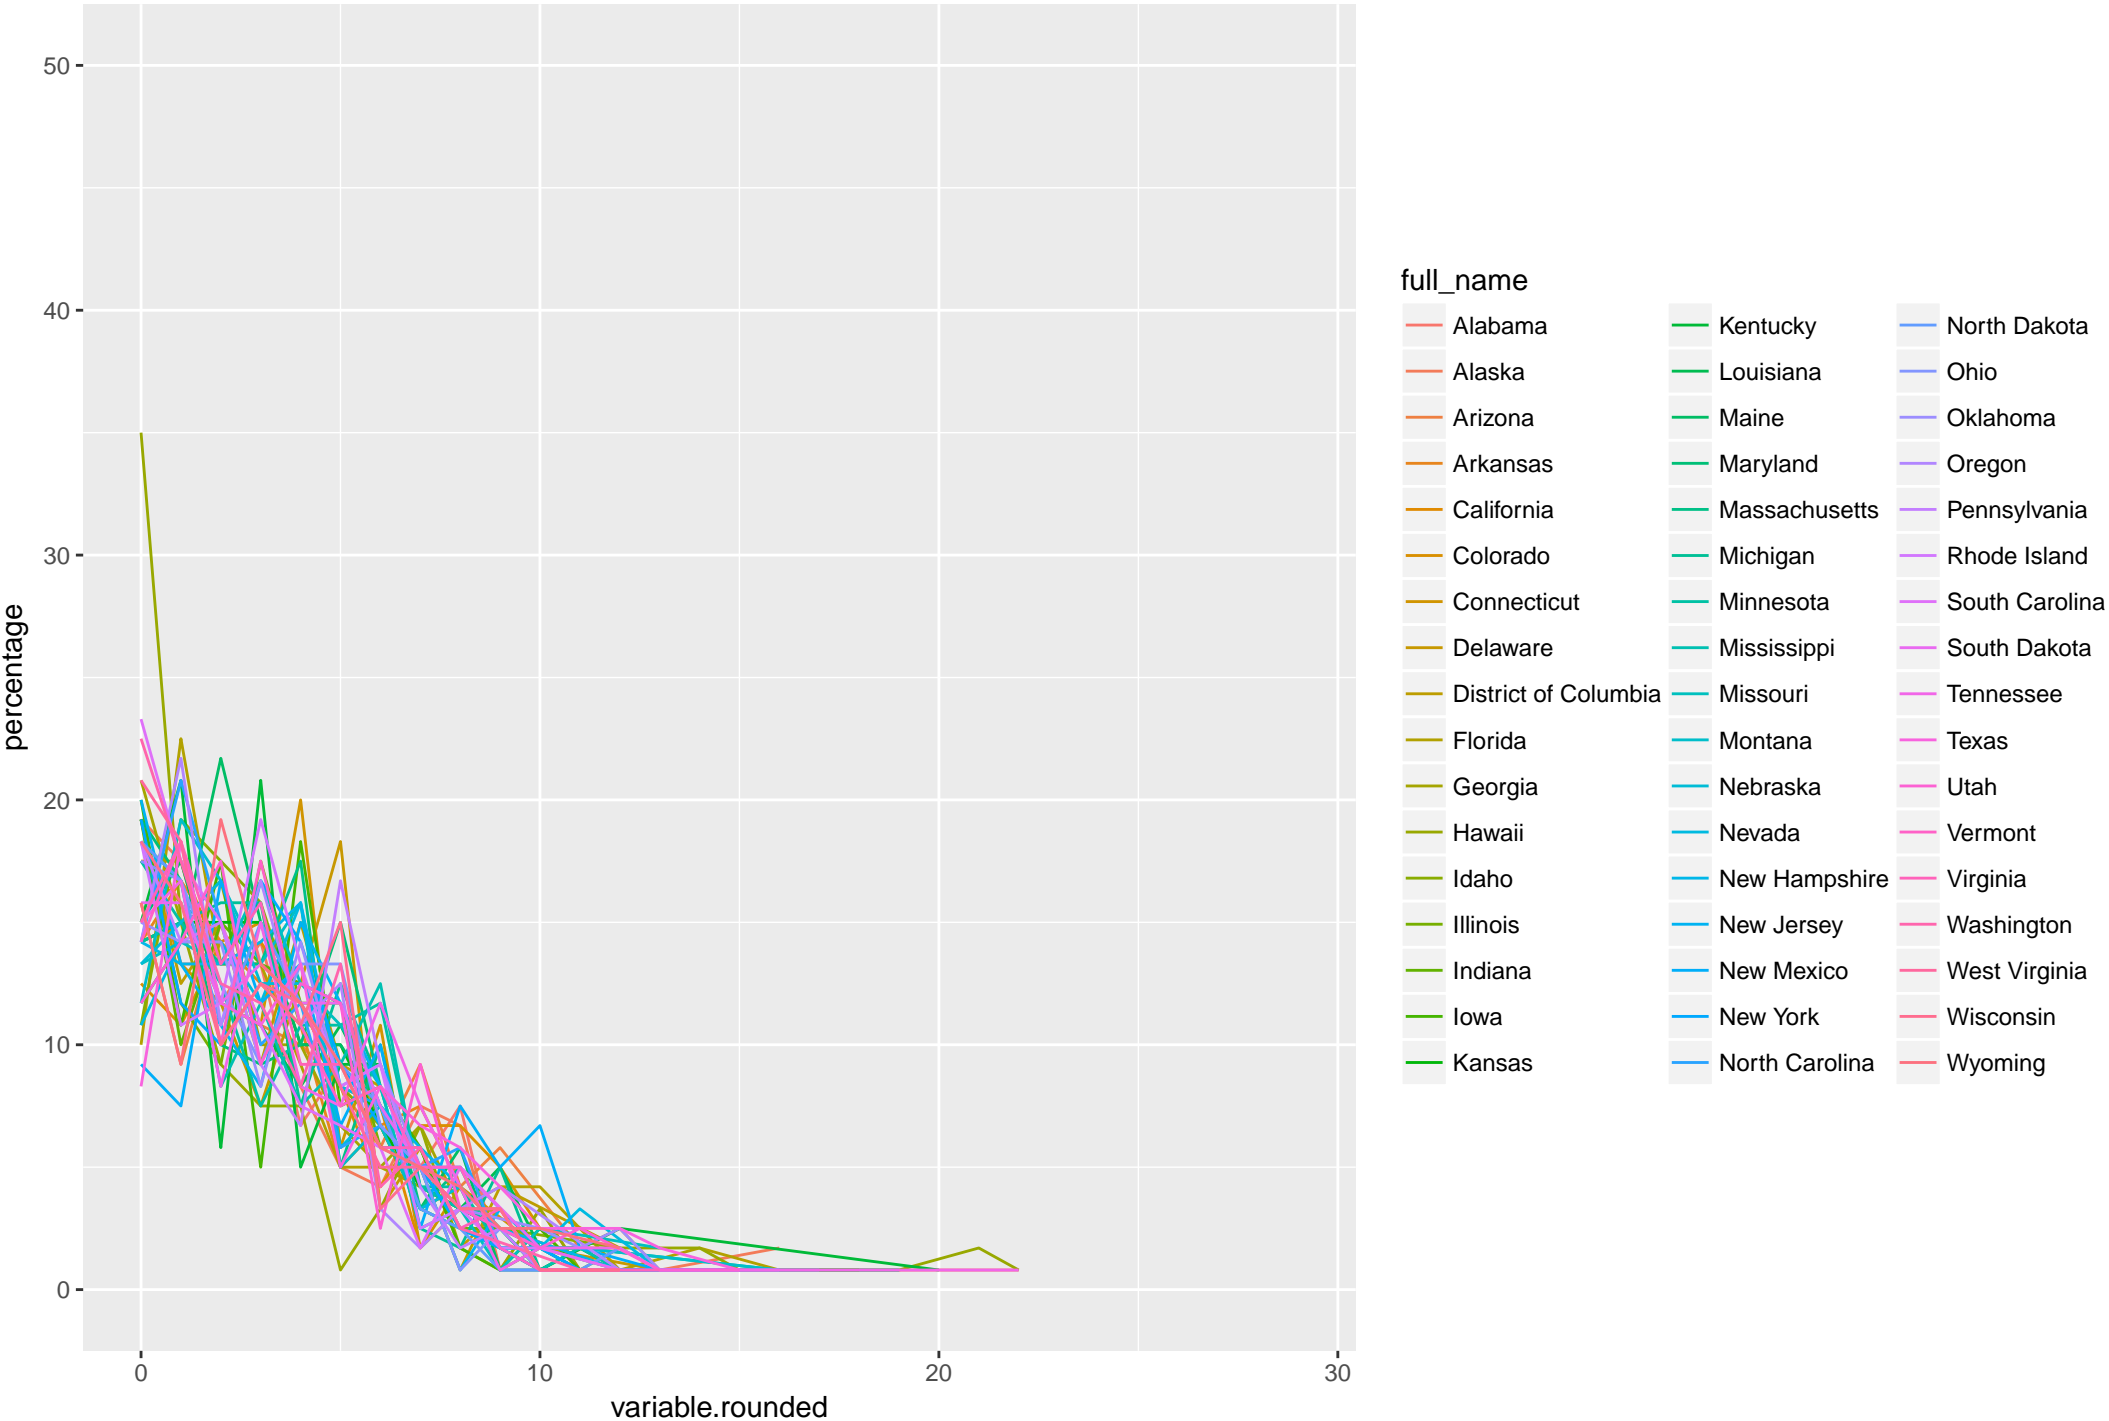 50
40
30
20
10
0
percentage
0 10 20 30
variable.rounded
full_name
Alabama
Alaska
Arizona
Arkansas
California
Colorado
Connecticut
Delaware
District of Columbia
Florida
Georgia
Hawaii
Idaho
Illinois
Indiana
Iowa
Kansas
Kentucky
Louisiana
Maine
Maryland
Massachusetts
Michigan
Minnesota
Mississippi
Missouri
Montana
Nebraska
Nevada
New Hampshire
New Jersey
New Mexico
New York
North Carolina
North Dakota
Ohio
Oklahoma
Oregon
Pennsylvania
Rhode Island
South Carolina
South Dakota
Tennessee
Texas
Utah
Vermont
Virginia
Washington
West Virginia
Wisconsin
Wyoming